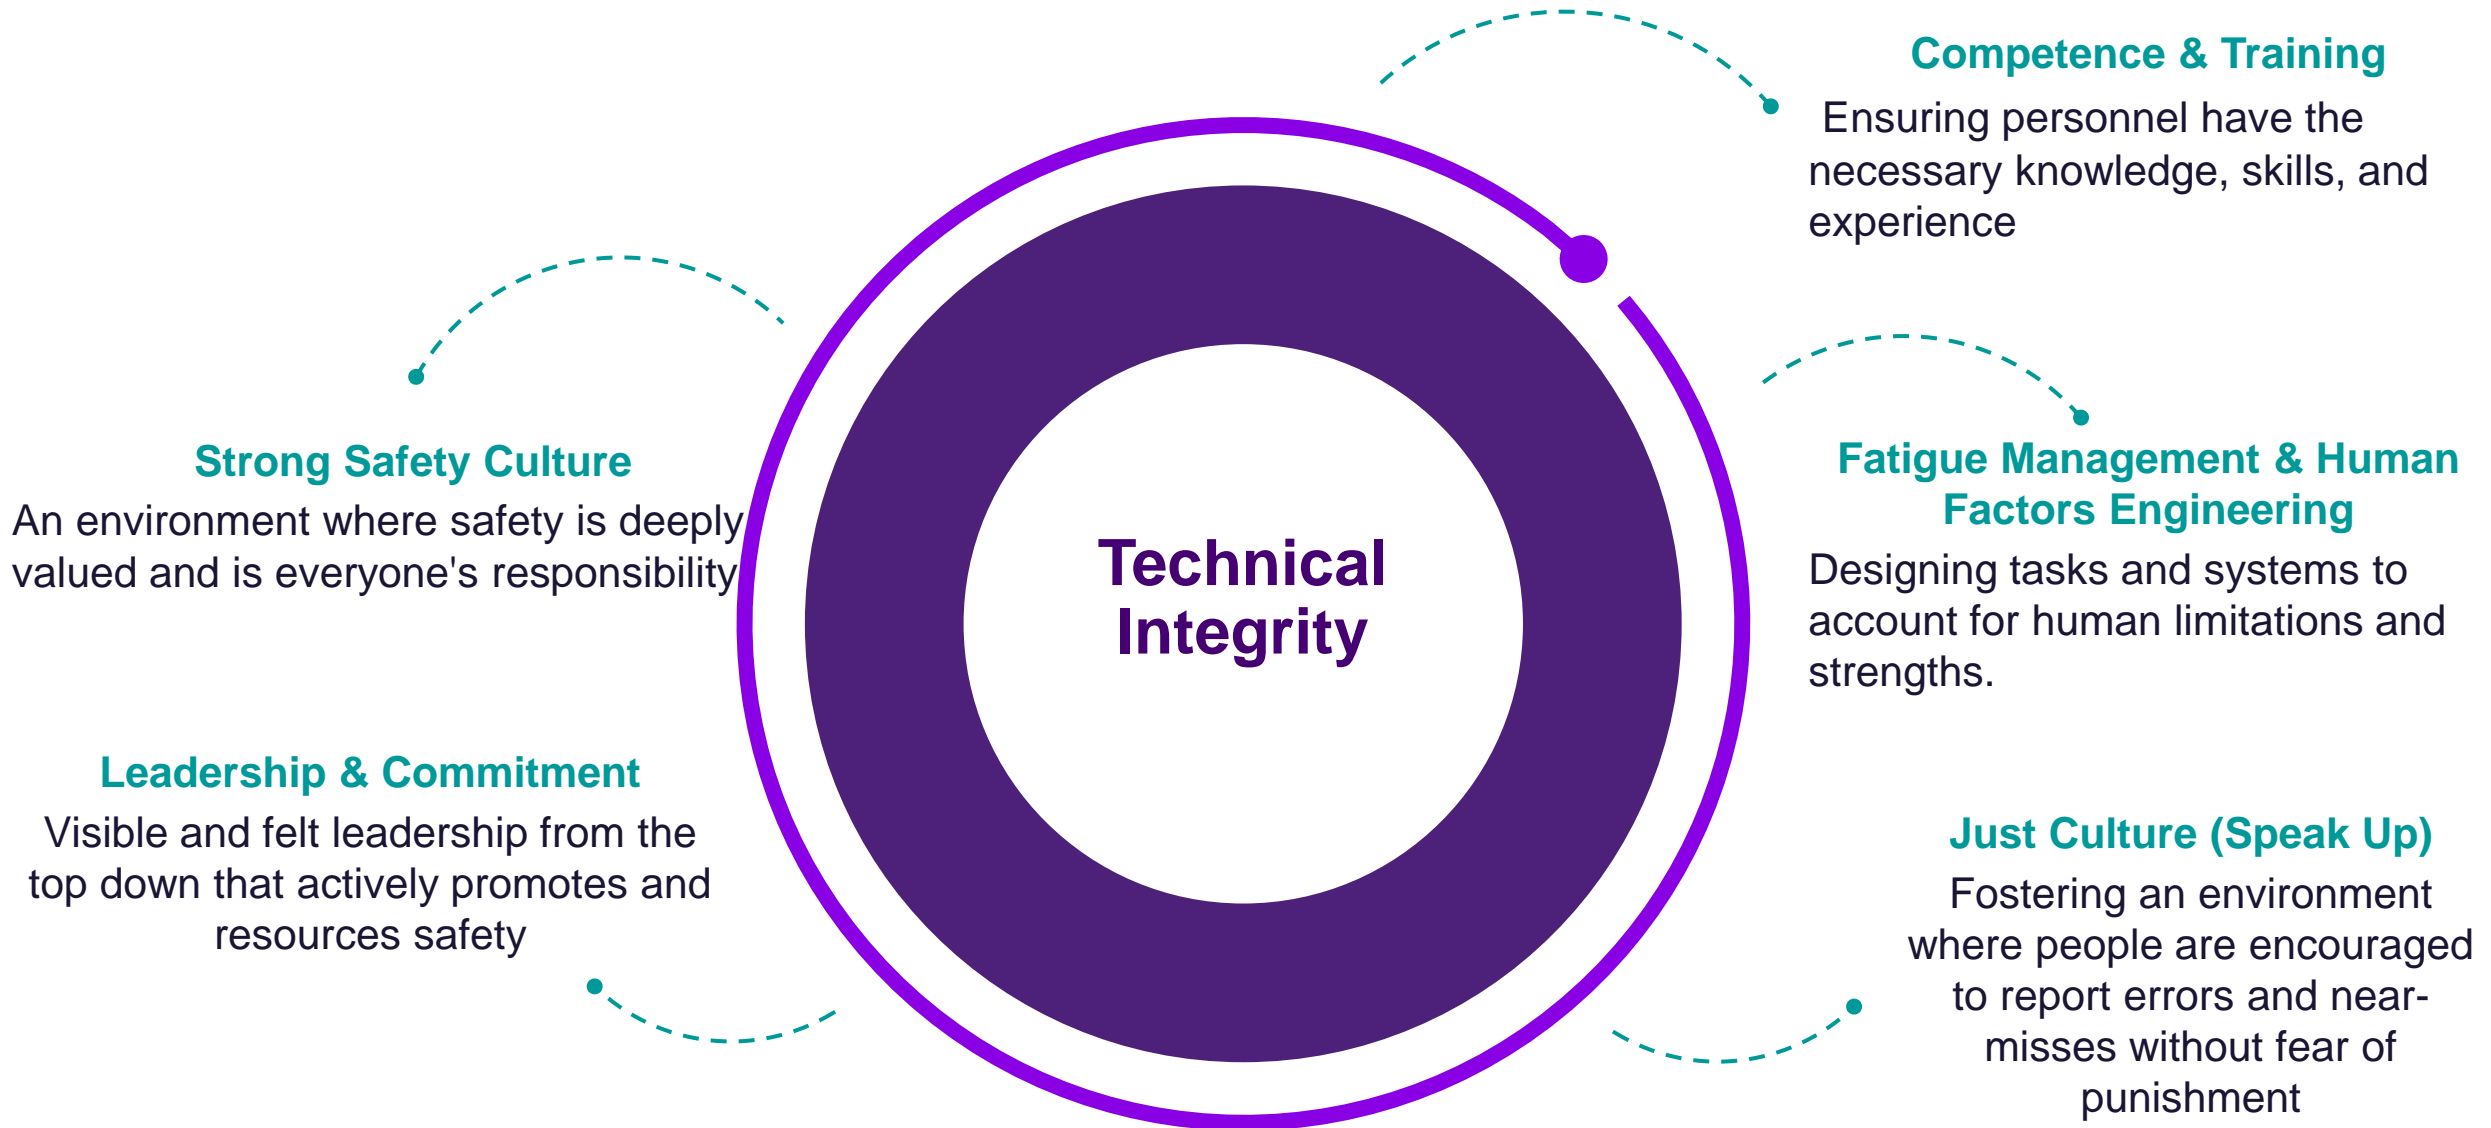 Competence & Training
Ensuring personnel have the
necessary knowledge, skills, and
experience
Strong Safety Culture
An environment where safety is deeply
valued and is everyone's responsibility
Fatigue Management & Human
Factors Engineering
Designing tasks and systems to
account for human limitations and
strengths.
Technical
Integrity
Leadership & Commitment
Visible and felt leadership from the
top down that actively promotes and
resources safety
Just Culture (Speak Up)
Fostering an environment
where people are encouraged
to report errors and near-
misses without fear of
punishment